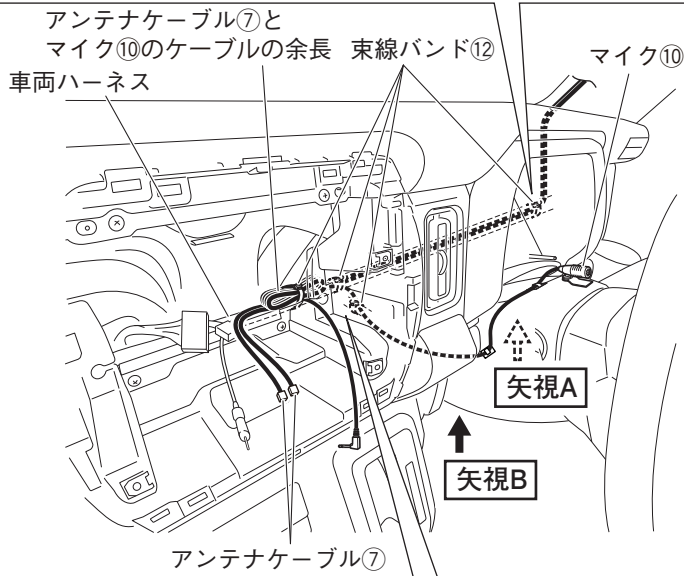 アンテナケーブル⑦と
マイク⑩のケーブルの余長
束線バンド⑫
マイク⑩
車両ハーネス
矢視A
矢視B
アンテナケーブル⑦